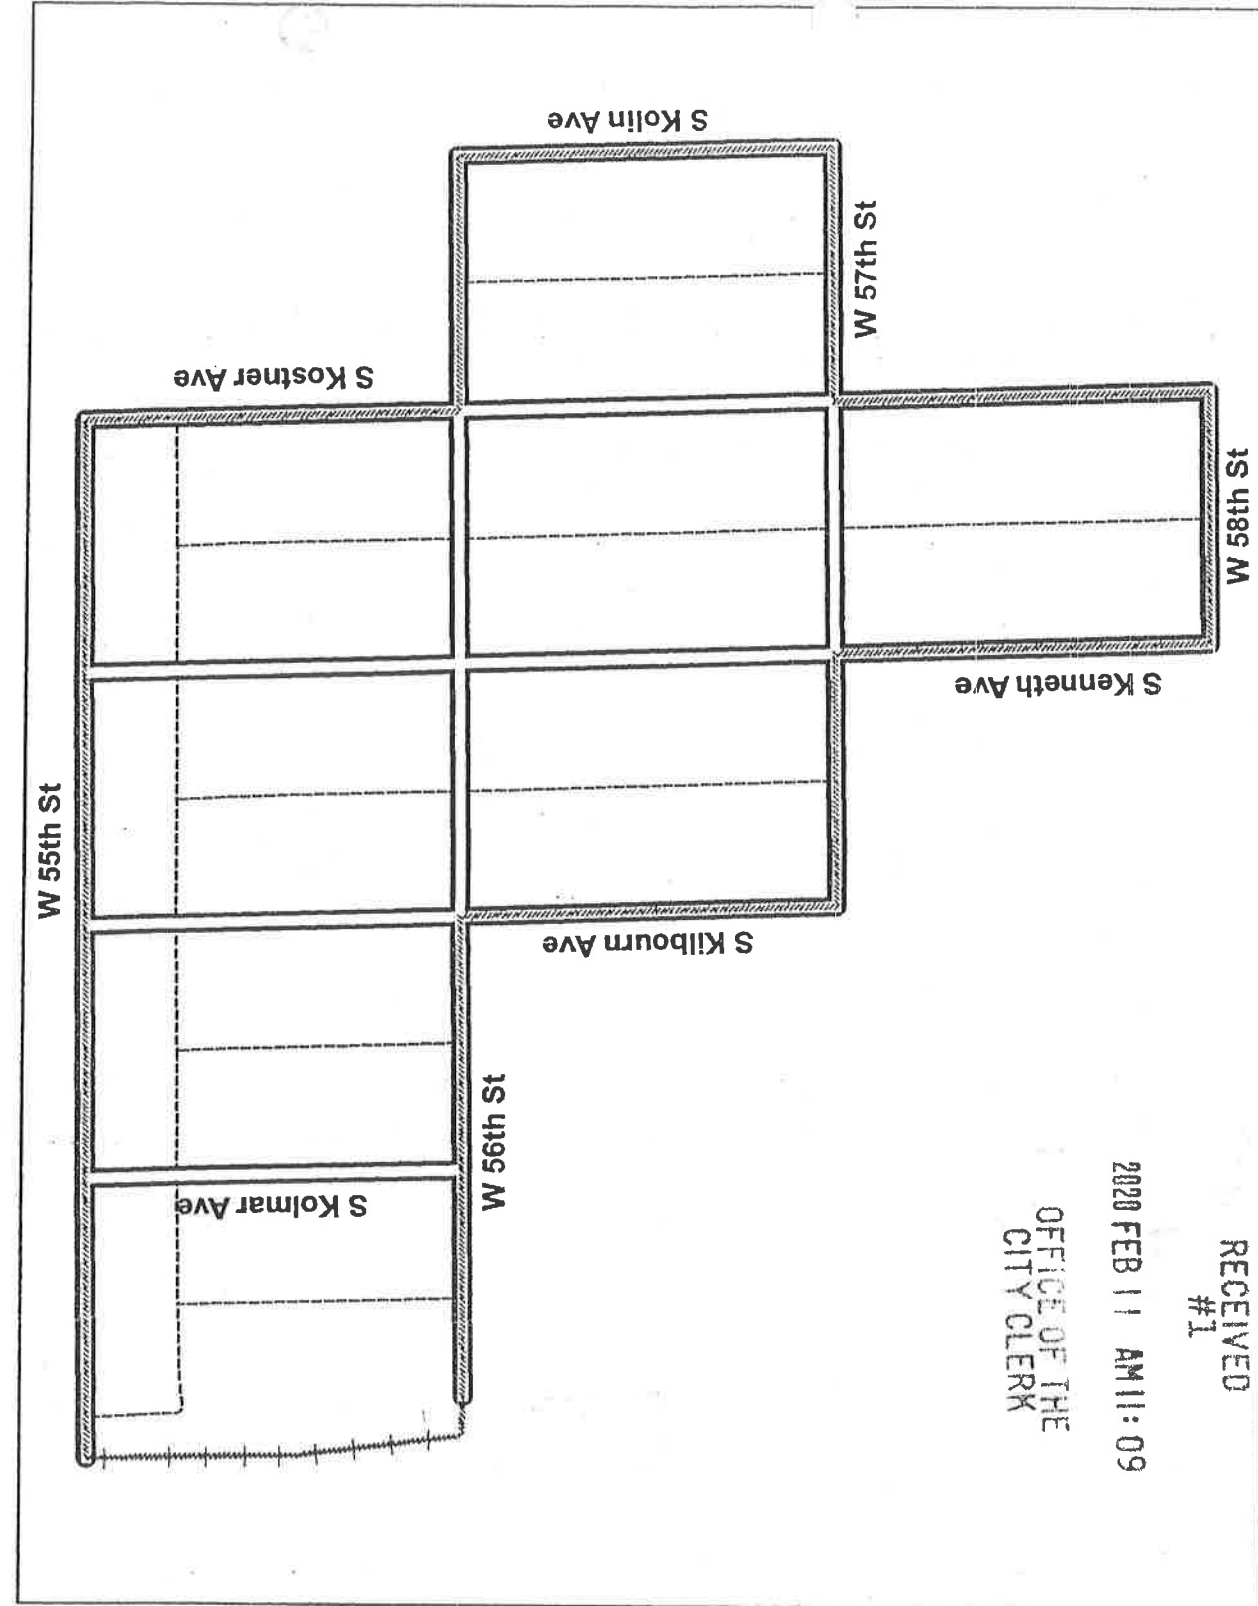 S Kolin Ave
W 57th St
S Kostner Ave
W 58th St
S Kenneth Ave
W 55th St
S Kilbourn Ave
W 56th St
S Kolmar Ave
RECEIVED
#1
2020 FEB 11 AM 11:09
OFFICE OF THE
CITY CLERK